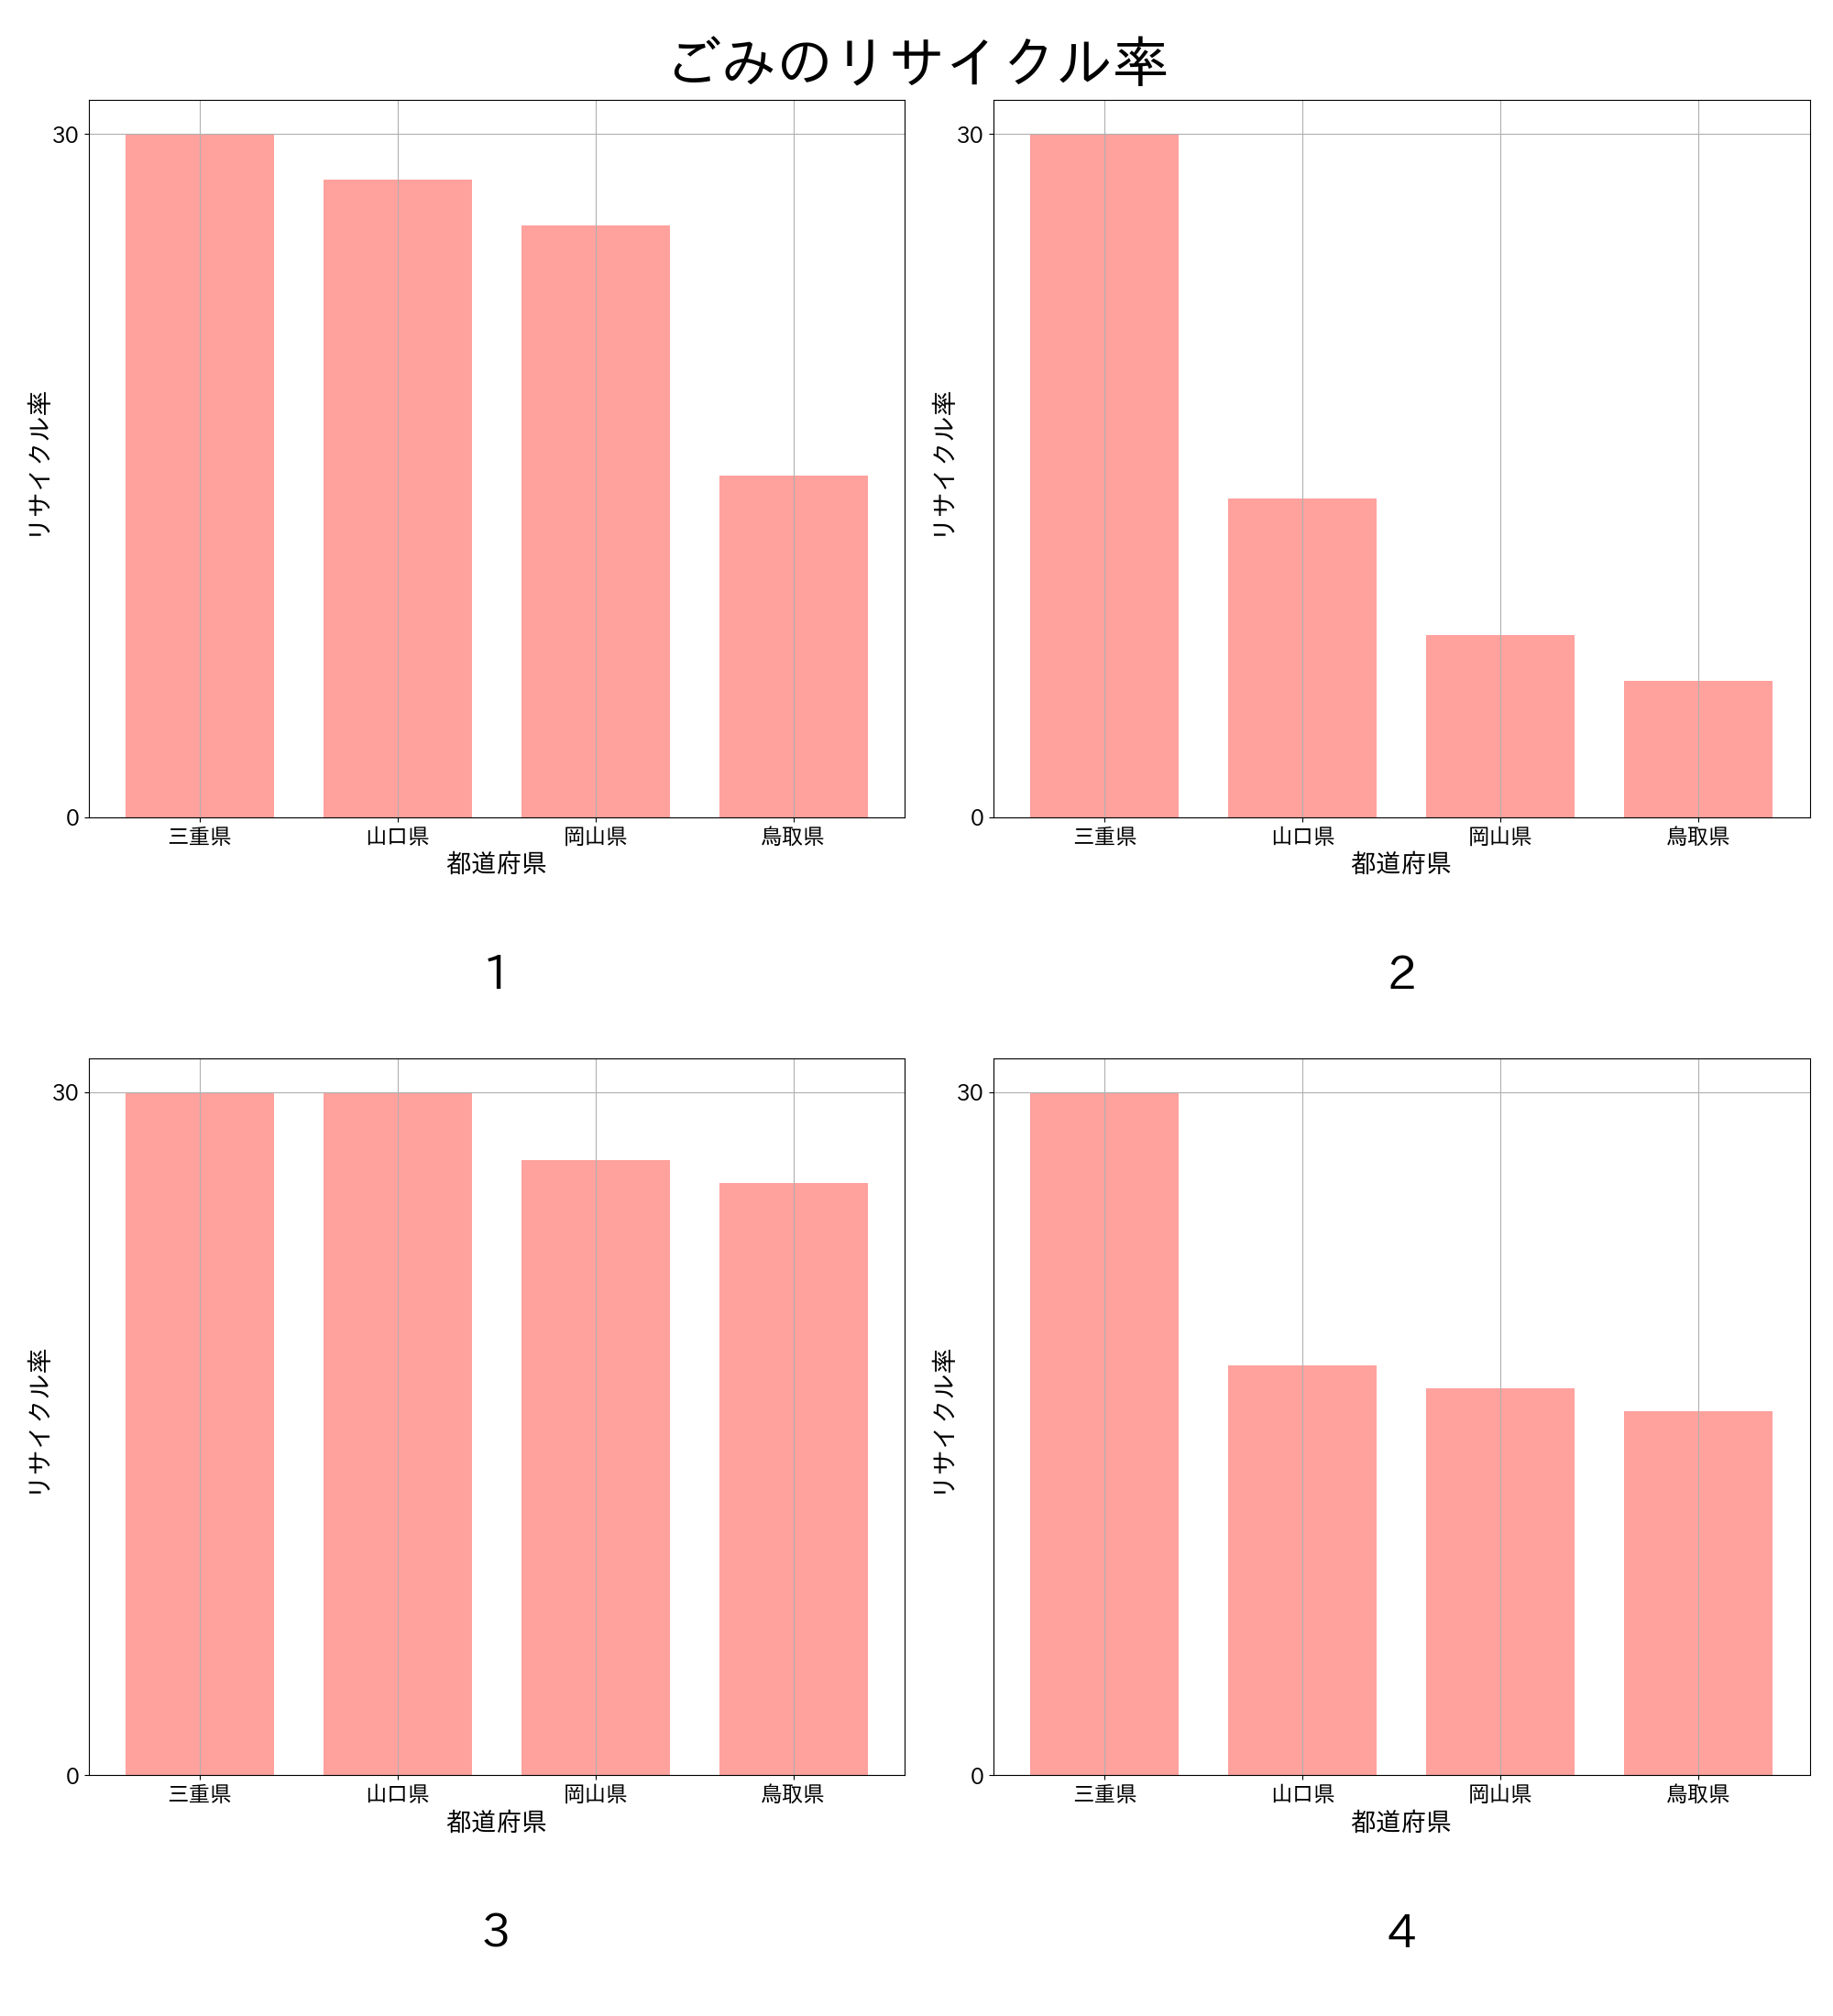 ごみのリサイクル率
30
0
リサイクル率
三重県 山口県 岡山県 鳥取県
都道府県
1
30
0
リサイクル率
三重県 山口県 岡山県 鳥取県
都道府県
2
30
0
リサイクル率
三重県 山口県 岡山県 鳥取県
都道府県
3
30
0
リサイクル率
三重県 山口県 岡山県 鳥取県
都道府県
4